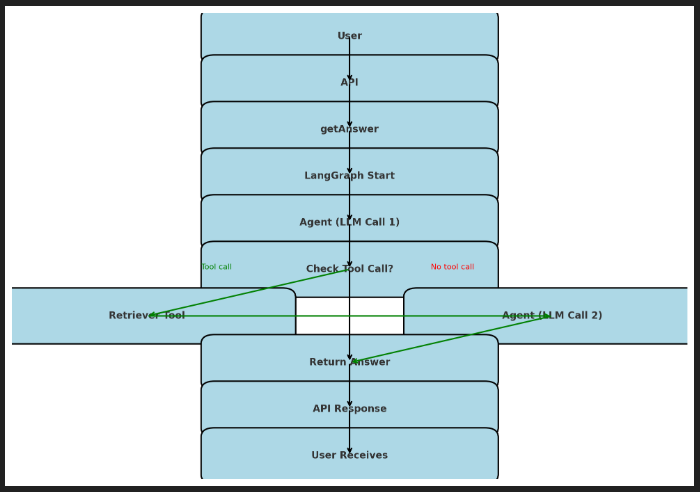 User
API
getAnswer
LangGraph Start
Agent (LLM Call 1)
Tool call
Check Tool Call?
No tool call
Retriever Tool
Agent (LLM Call 2)
Return Answer
API Response
User Receives